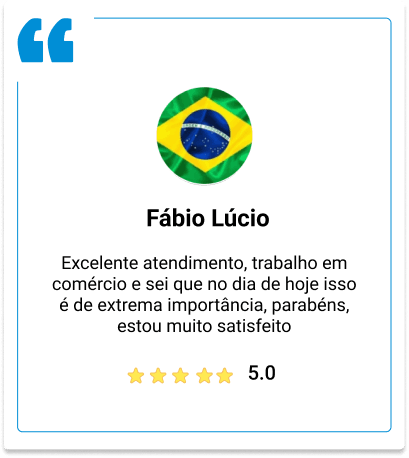 Fábio Lúcio
Excelente atendimento, trabalho em
comércio e sei que no dia de hoje isso
é de extrema importância, parabéns,
estou muito satisfeito
5.0